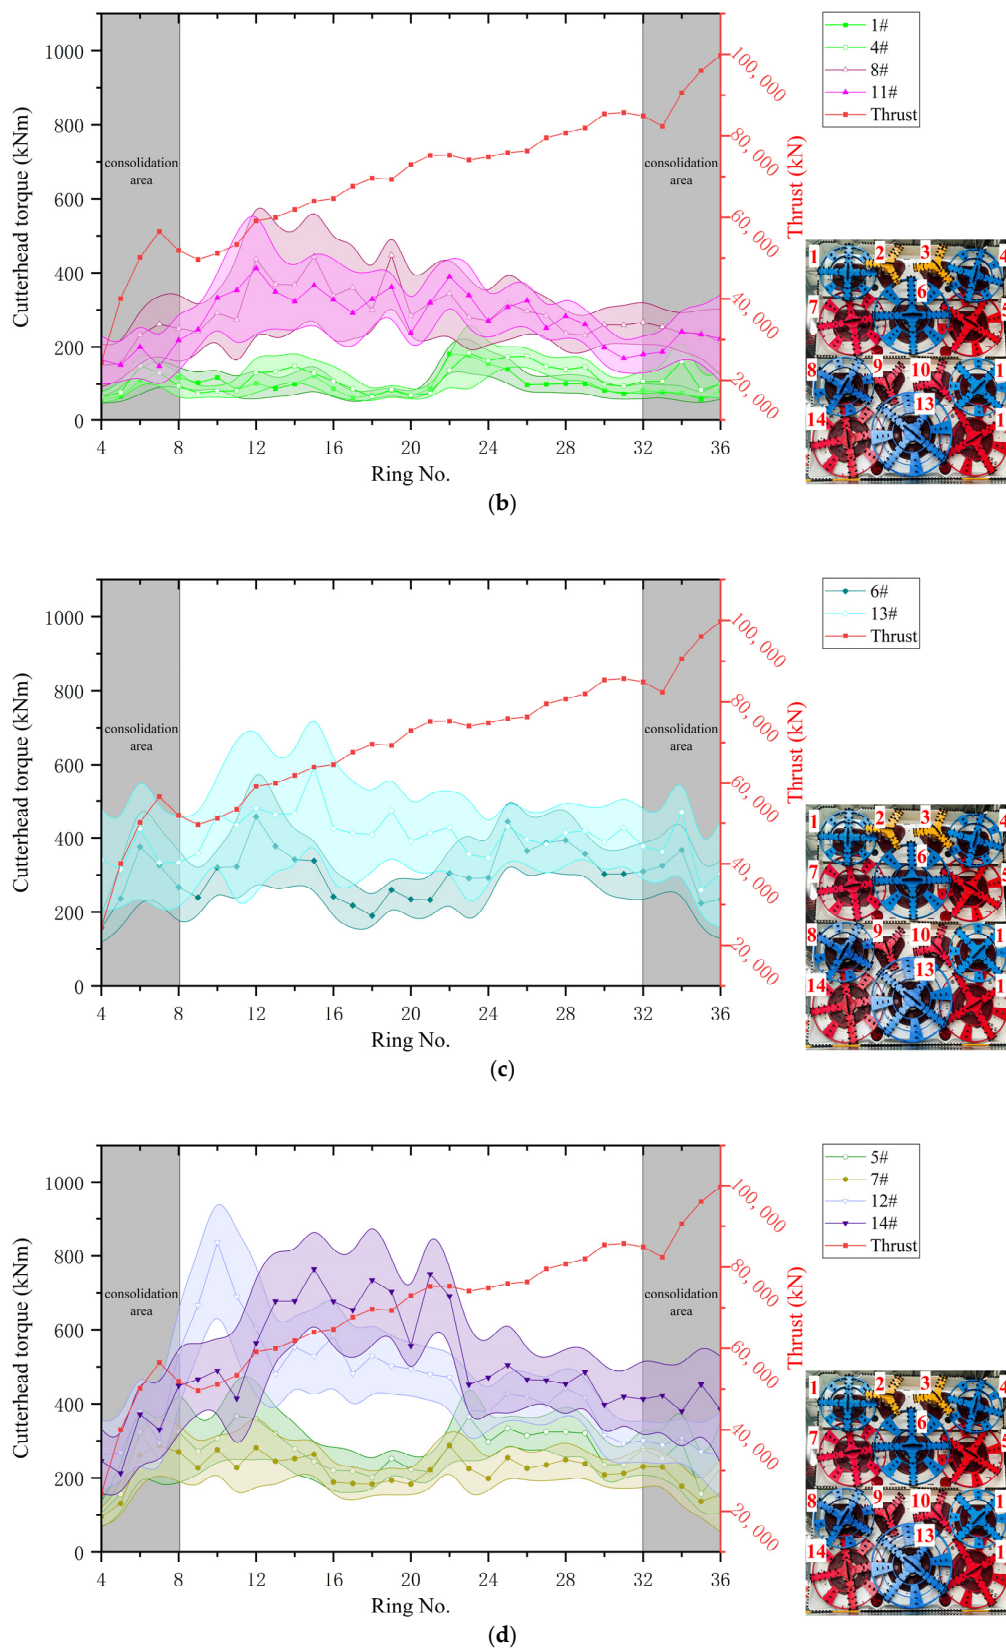 1000
800
600
400
200
0
Cutterhead torque (kNm)
consolidation
area
consolidation
area
100,000
80,000
60,000
40,000
20,000
Thrust (kN)
4 8 12 16 20 24 28 32 36
Ring No.
1#
4#
8#
11#
Thrust
1 2 3 4
6
7 5
8 9 10 1
13
14 1
(b)
1000
800
600
400
200
0
Cutterhead torque (kNm)
consolidation
area
consolidation
area
100,000
80,000
60,000
40,000
20,000
Thrust (kN)
4 8 12 16 20 24 28 32 36
Ring No.
6#
13#
Thrust
1 2 3 4
6
7 5
8 9 10 1
13
14 1
(c)
1000
800
600
400
200
0
Cutterhead torque (kNm)
consolidation
area
consolidation
area
100,000
80,000
60,000
40,000
20,000
Thrust (kN)
4 8 12 16 20 24 28 32 36
Ring No.
5#
7#
12#
14#
Thrust
1 2 3 4
6
7 5
8 9 10 1
13
14 1
(d)